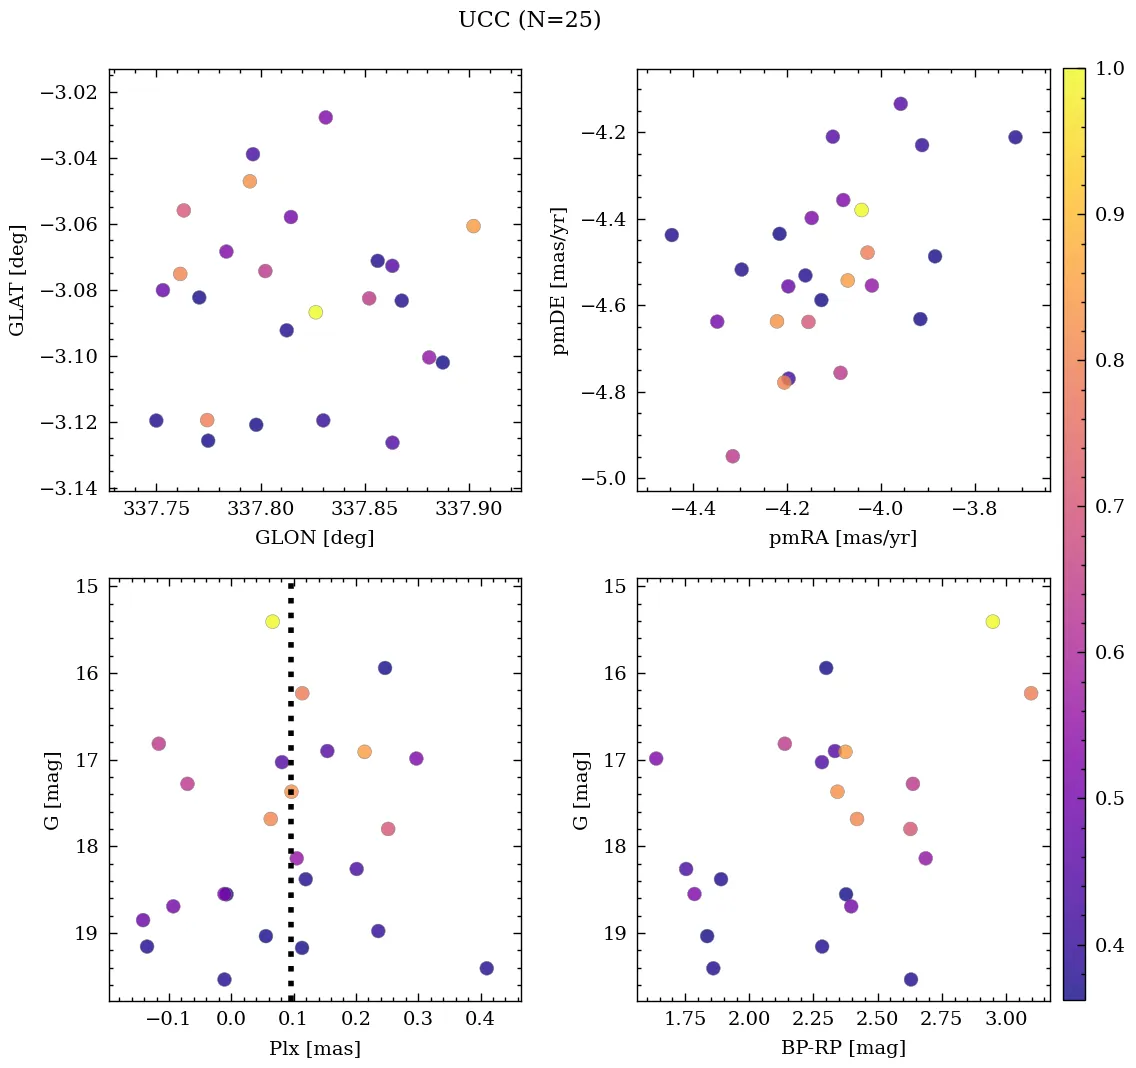 UCC (N=25)
−3.02
−3.04
−3.06
−3.08
−3.10
−3.12
−3.14
GLAT [deg]
337.75 337.80 337.85 337.90
GLON [deg]
−4.2
−4.4
−4.6
−4.8
−5.0
pmDE [mas/yr]
−4.4 −4.2 −4.0 −3.8
pmRA [mas/yr]
1.0
0.9
0.8
0.7
0.6
0.5
0.4
15
16
17
18
19
G [mag]
−0.1 0.0 0.1 0.2 0.3 0.4
Plx [mas]
15
16
17
18
19
G [mag]
1.75 2.00 2.25 2.50 2.75 3.00
BP-RP [mag]